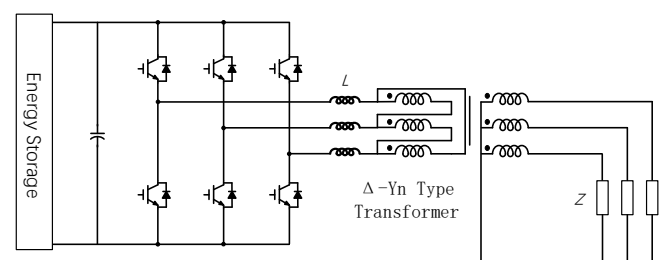 Energy Storage
L
Δ-Yn Type
Transformer
Z